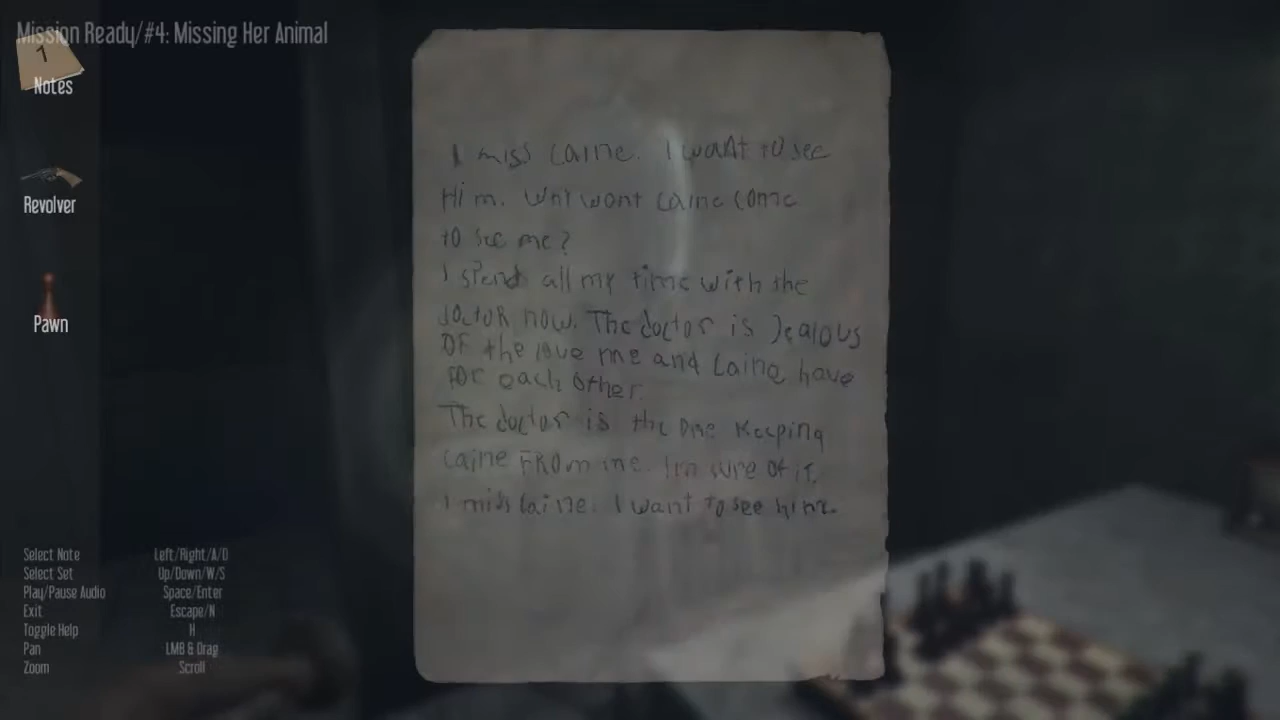 Mission Ready/#4: Missing Her Animal
1
Notes
Revolver
Pawn
I miss Caine. I want to see
Him. Why wont Caine come
to see me?
I spend all my time with the
doctor now. The doctor is Jealous
OF the love me and Caine have
for each other.
The doctor is the one Keeping
Caine FROM me. Im sure of it.
I miss Caine. I want to see him.
Select Note Left/Right/A/D
Select Set Up/Down/W/S
Play/Pause Audio Space/Enter
Exit Escape/N
Toggle Help H
Pan LMB & Drag
Zoom Scroll